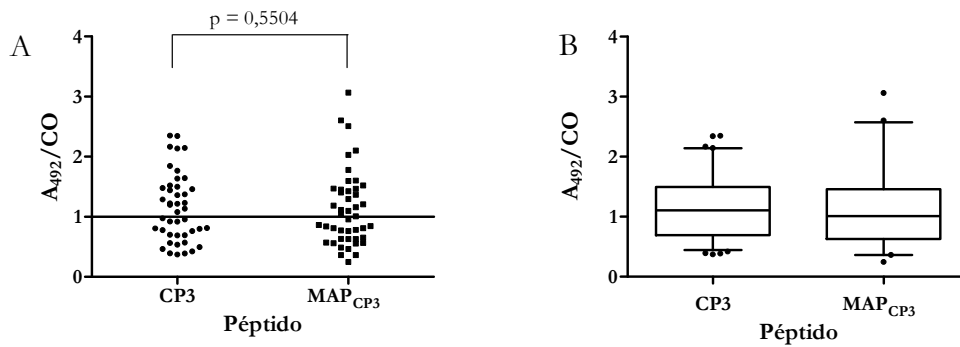 A
p = 0,5504
A492/CO
4
3
2
1
0
CP3
MAPCP3
Péptido
B
A492/CO
4
3
2
1
0
CP3
MAPCP3
Péptido